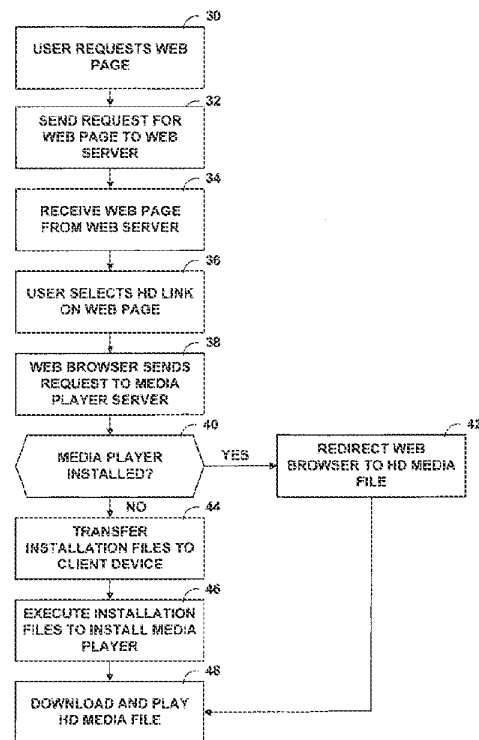 30
USER REQUESTS WEB
PAGE
32
SEND REQUEST FOR
WEB PAGE TO WEB
SERVER
34
RECEIVE WEB PAGE
FROM WEB SERVER
36
USER SELECTS HD LINK
ON WEB PAGE
38
WEB BROWSER SENDS
REQUEST TO MEDIA
PLAYER SERVER
40
MEDIA PLAYER
INSTALLED?
YES
42
REDIRECT WEB
BROWSER TO HD MEDIA
FILE
NO
44
TRANSFER
INSTALLATION FILES TO
CLIENT DEVICE
46
EXECUTE INSTALLATION
FILES TO INSTALL MEDIA
PLAYER
48
DOWNLOAD AND PLAY
HD MEDIA FILE